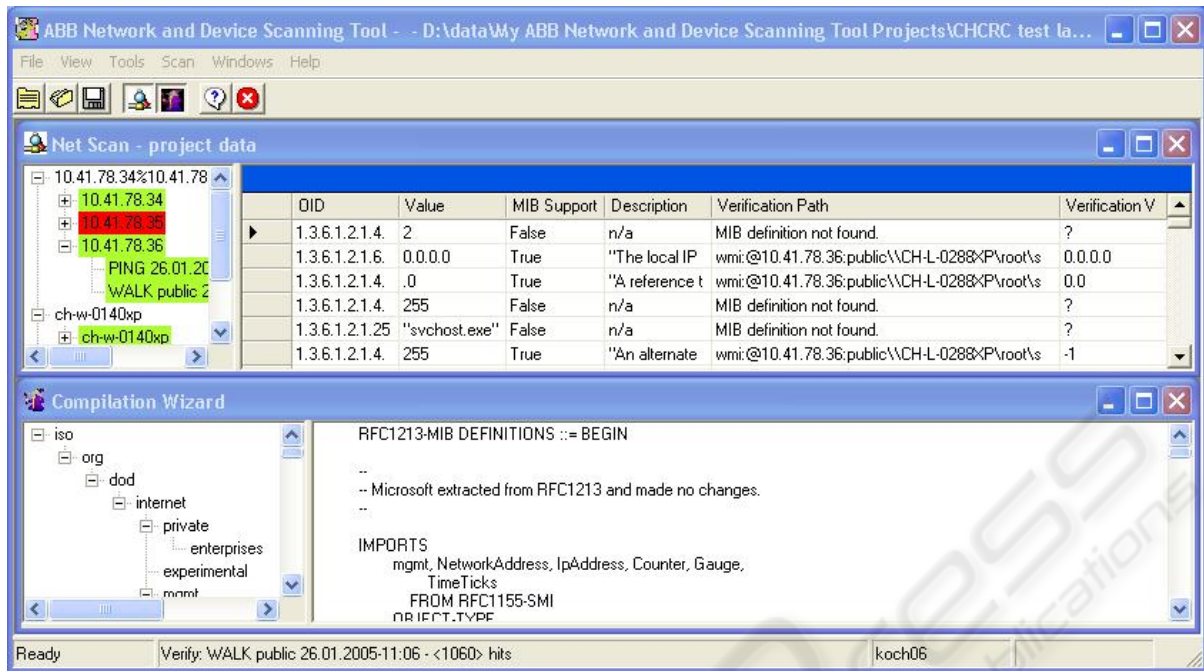 ABB Network and Device Scanning Tool - - D:\data\My ABB Network and Device Scanning Tool Projects\CHCRC test la...
File View Tools Scan Windows Help
Net Scan - project data
10.41.78.34%10.41.78
10.41.78.34
10.41.78.35
10.41.78.36
PING 26.01.20
WALK public 2
ch-w-0140xp
ch-w-0140xp
OID Value MIB Support Description Verification Path Verification V
1.3.6.1.2.1.4. 2 False n/a MIB definition not found. ?
1.3.6.1.2.1.6. 0.0.0.0 True "The local IP wmi:@10.41.78.36:public\\CH-L-0288XP\root\s 0.0.0.0
1.3.6.1.2.1.4. .0 True "A reference t wmi:@10.41.78.36:public\\CH-L-0288XP\root\s 0.0
1.3.6.1.2.1.4. 255 False n/a MIB definition not found. ?
1.3.6.1.2.1.25 "svchost.exe" False n/a MIB definition not found. ?
1.3.6.1.2.1.4. 255 True "An alternate wmi:@10.41.78.36:public\\CH-L-0288XP\root\s -1
Compilation Wizard
iso
org
dod
internet
private
enterprises
experimental
mgmt
RFC1213-MIB DEFINITIONS ::= BEGIN
--
-- Microsoft extracted from RFC1213 and made no changes.
--
IMPORTS
mgmt, NetworkAddress, IpAddress, Counter, Gauge,
TimeTicks
FROM RFC1155-SMI
OBJECT-TYPE
Ready Verify: WALK public 26.01.2005-11:06 - <1060> hits koch06